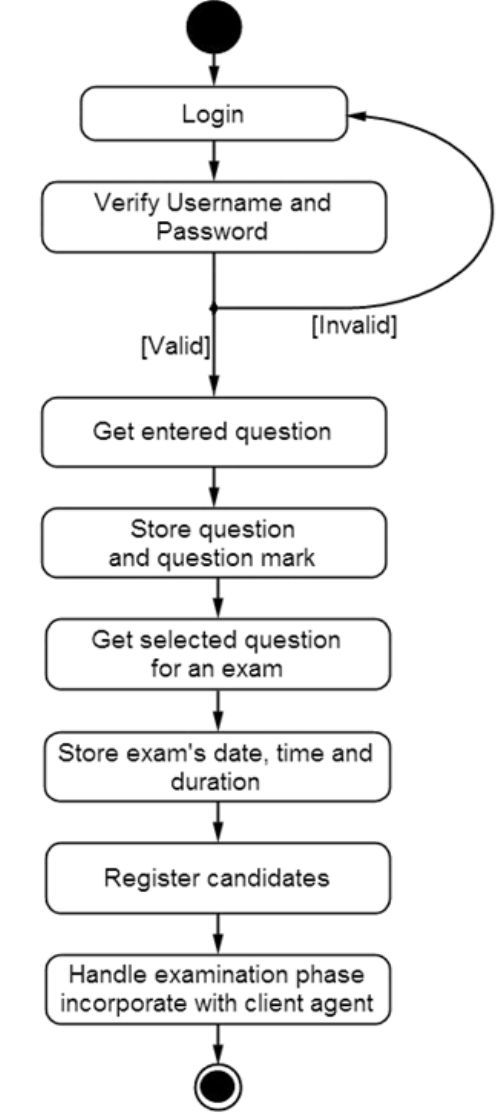 Login
Verify Username and
Password
[Invalid]
[Valid]
Get entered question
Store question
and question mark
Get selected question
for an exam
Store exam's date, time and
duration
Register candidates
Handle examination phase
incorporate with client agent